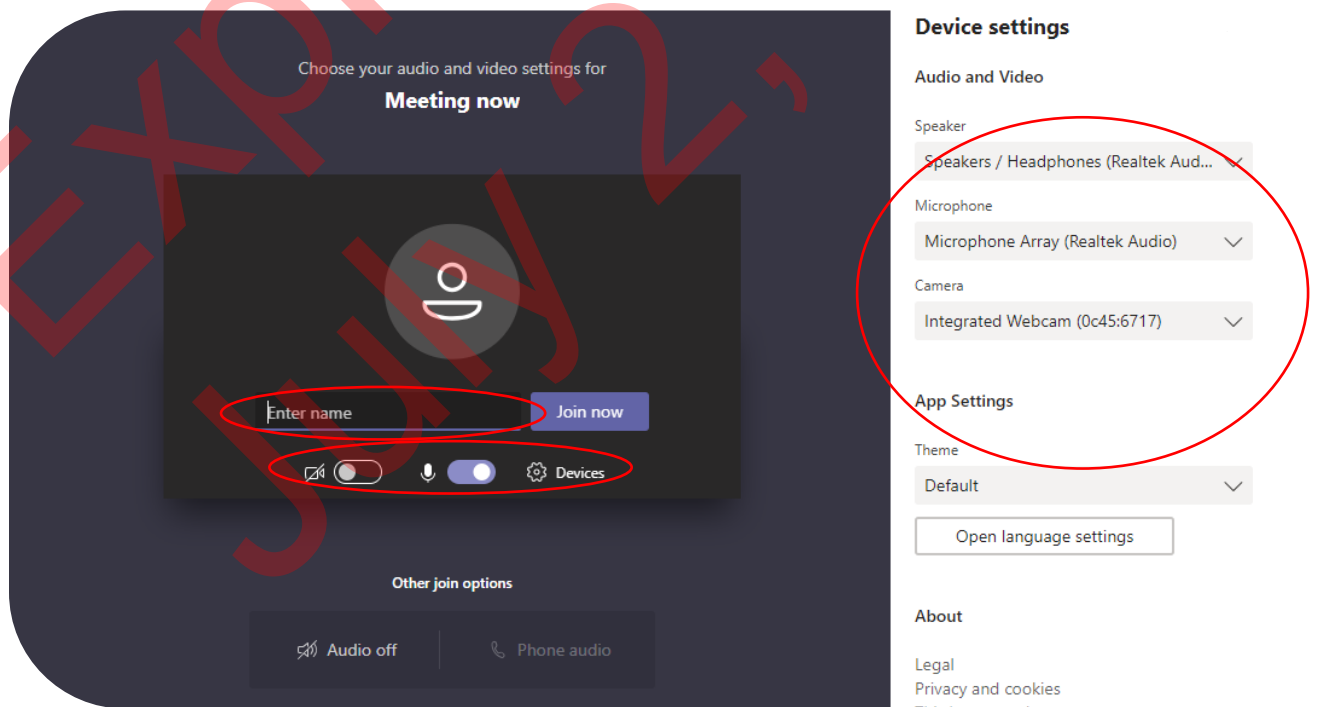 Choose your audio and video settings for
Meeting now
Enter name
Join now
Devices
Other join options
Audio off
Phone audio
Device settings
Audio and Video
Speaker
Speakers / Headphones (Realtek Aud...
Microphone
Microphone Array (Realtek Audio)
Camera
Integrated Webcam (0c45:6717)
App Settings
Theme
Default
Open language settings
About
Legal
Privacy and cookies
July 2,